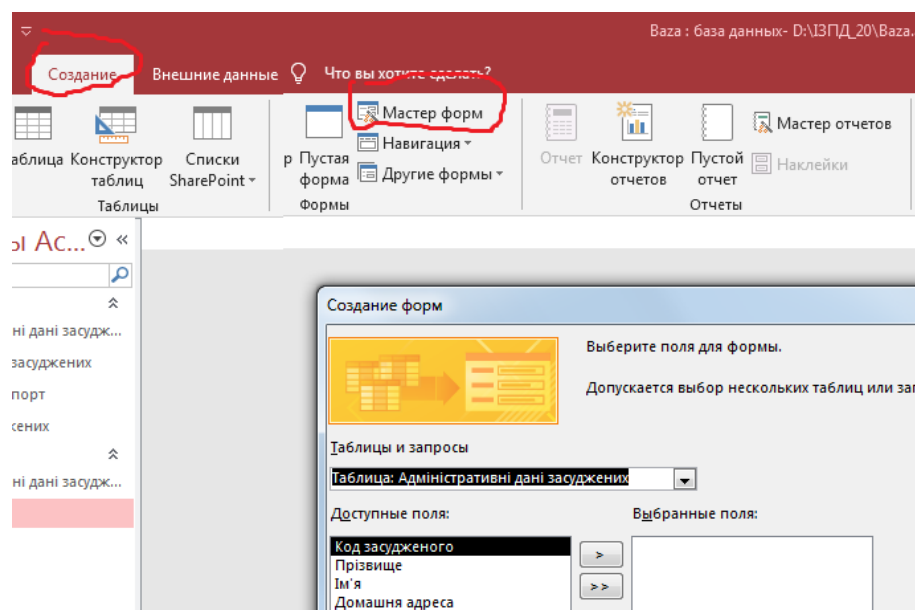 Baza : база данных- D:\ІЗПД_20\Baza.
Создание Внешние данные Что вы хотите сделать?
аблица
Конструктор таблиц
Списки SharePoint
Таблицы
р Пустая форма
Мастер форм
Навигация
Другие формы
Формы
Отчет
Конструктор отчетов
Пустой отчет
Мастер отчетов
Наклейки
Отчеты
ы Ac... «
ні дані засудж...
засуджених
порт
жених
ні дані засудж...
Создание форм
Выберите поля для формы.
Допускается выбор нескольких таблиц или зап
Таблицы и запросы
Таблица: Адміністративні дані засуджених
Доступные поля: Выбранные поля:
Код засудженого
Прізвище
Ім'я
Домашня адреса
>
>>